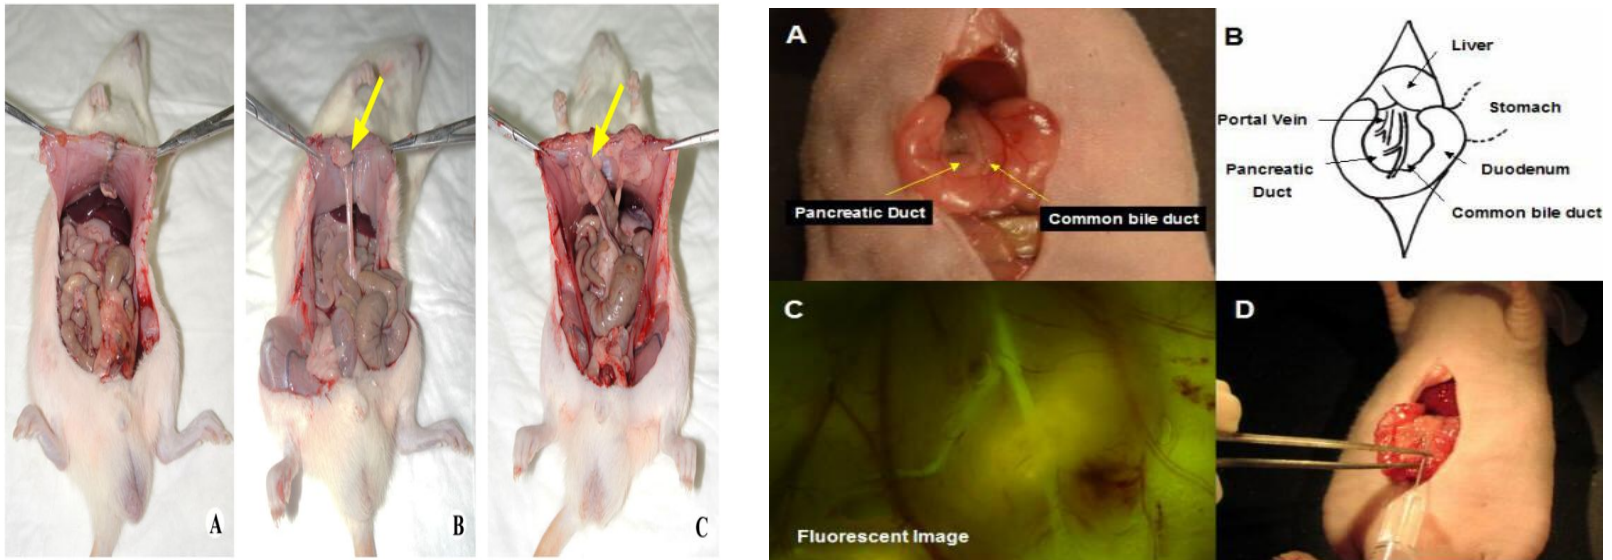 A
B
C
A
Pancreatic Duct
Common bile duct
B
Liver
Stomach
Portal Vein
Pancreatic
Duct
Duodenum
Common bile duct
C
Fluorescent Image
D